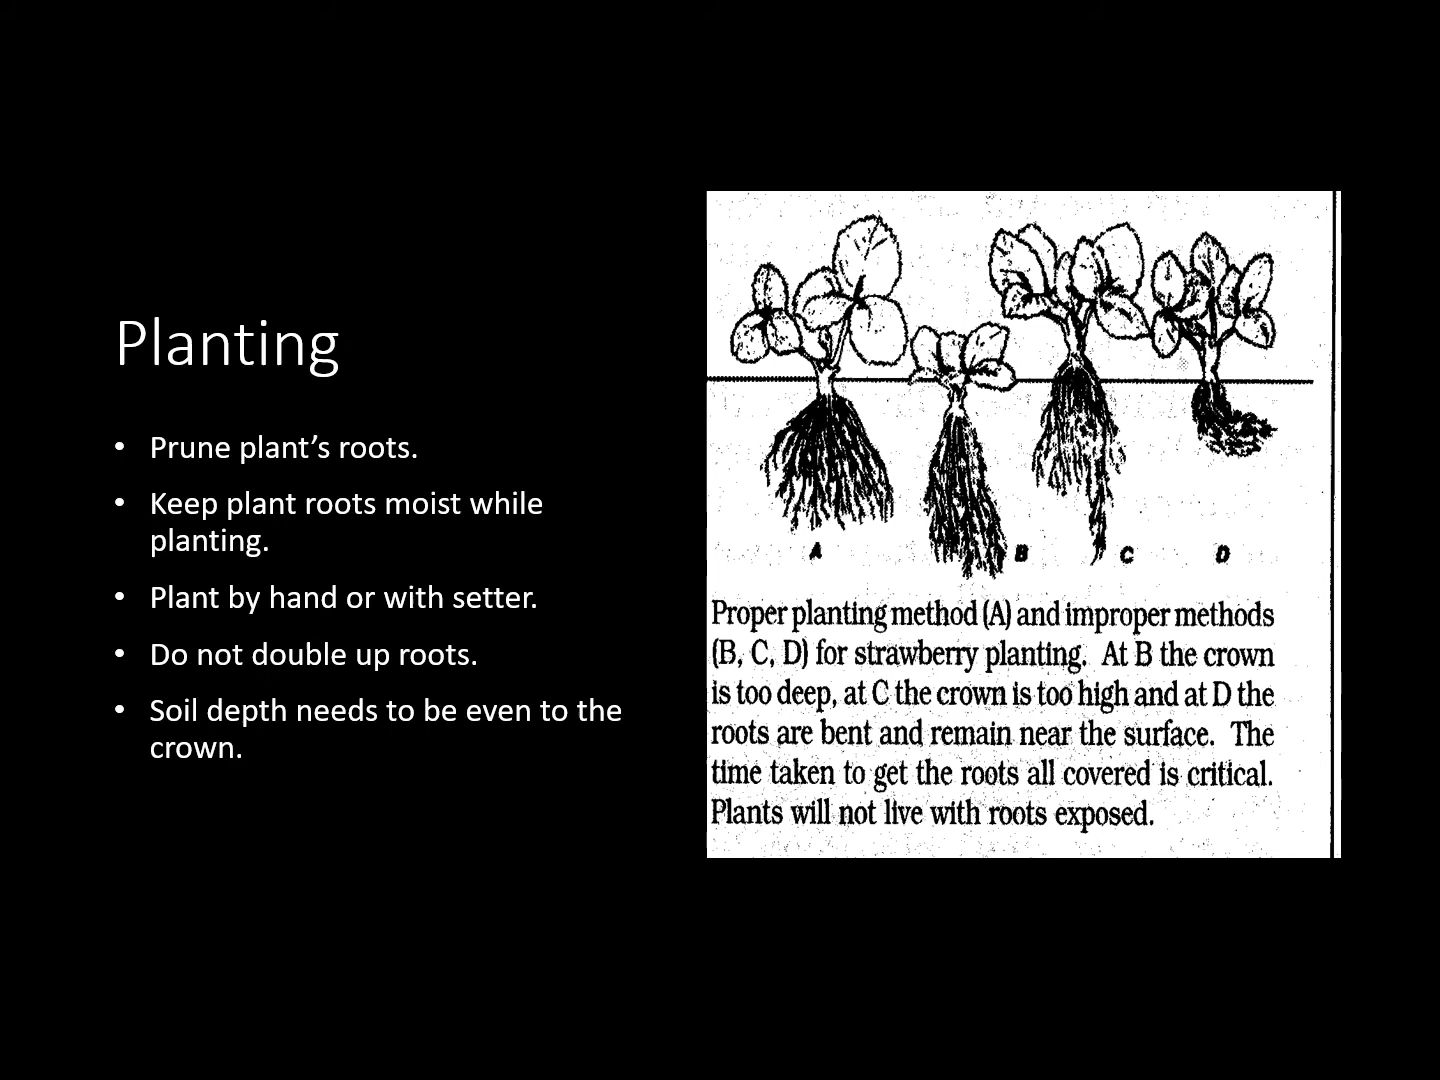 Planting
• Prune plant’s roots.
• Keep plant roots moist while
planting.
• Plant by hand or with setter.
• Do not double up roots.
• Soil depth needs to be even to the
crown.
A B C D
Proper planting method (A) and improper methods
(B, C, D) for strawberry planting. At B the crown
is too deep, at C the crown is too high and at D the
roots are bent and remain near the surface. The
time taken to get the roots all covered is critical.
Plants will not live with roots exposed.